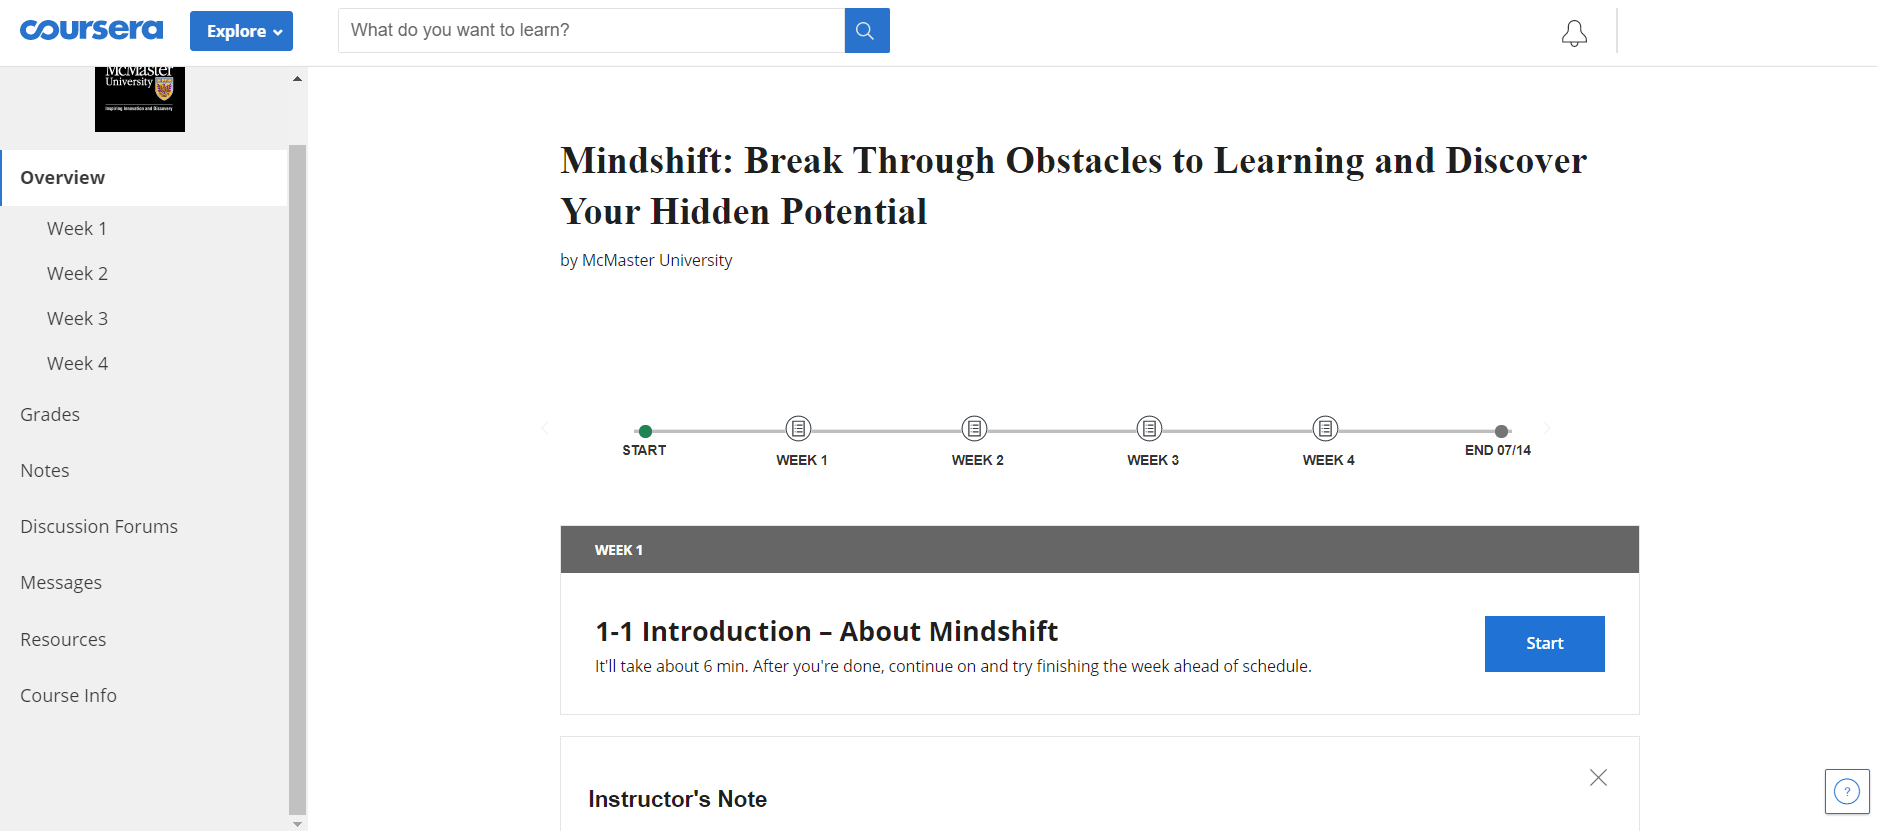 coursera
Explore
What do you want to learn?
McMaster
University
Inspiring Innovation and Discovery
Overview
Week 1
Week 2
Week 3
Week 4
Grades
Notes
Discussion Forums
Messages
Resources
Course Info
Mindshift: Break Through Obstacles to Learning and Discover
Your Hidden Potential
by McMaster University
START
WEEK 1
WEEK 2
WEEK 3
WEEK 4
END 07/14
WEEK 1
1-1 Introduction – About Mindshift
It'll take about 6 min. After you're done, continue on and try finishing the week ahead of schedule.
Start
Instructor's Note
?